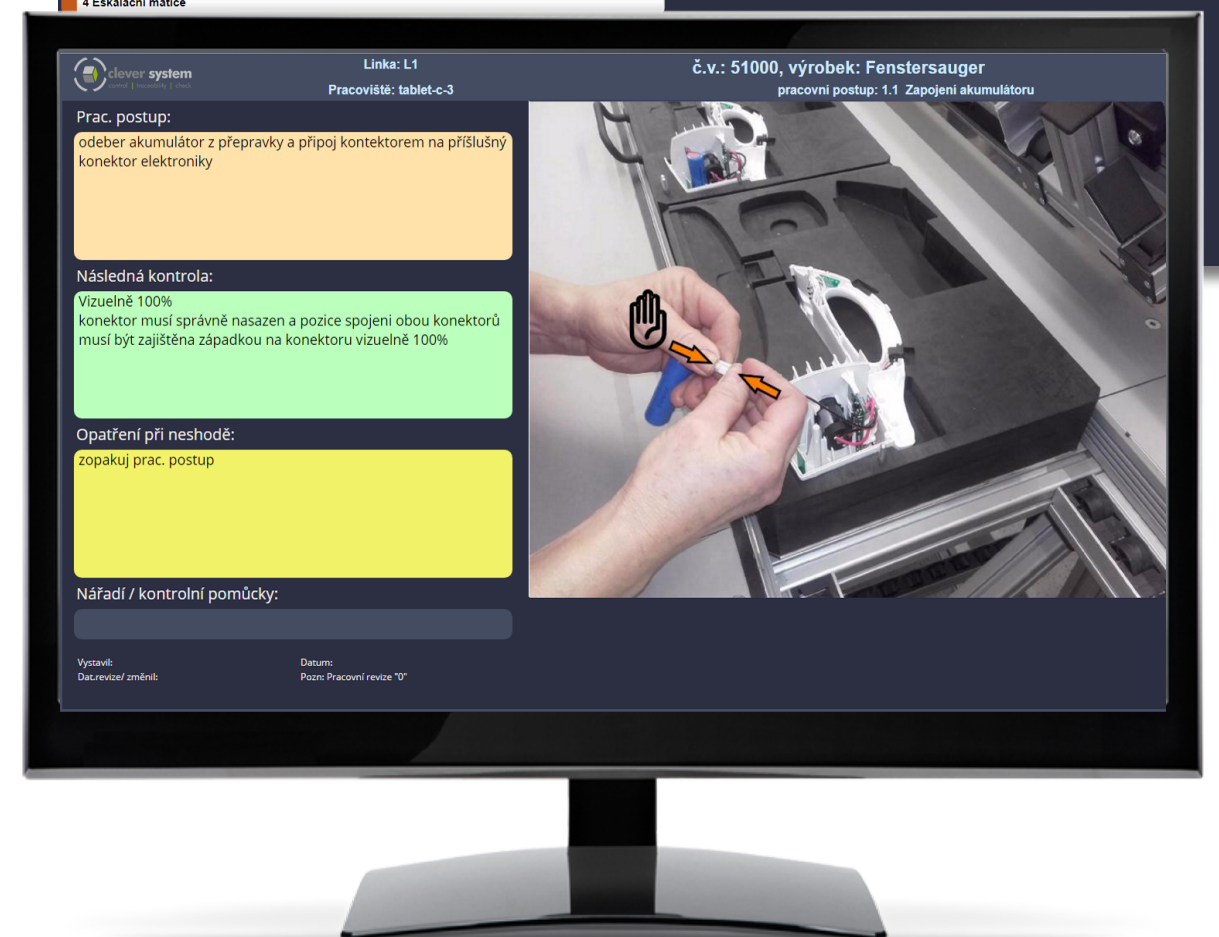 4 Eskalační matice
clever system
control | traceability | check
Linka: L1
Pracoviště: tablet-c-3
č.v.: 51000, výrobek: Fenstersauger
pracovni postup: 1.1 Zapojeni akumulátoru
Prac. postup:
odeber akumulátor z přepravky a připoj kontektorem na příšlušný
konektor elektroniky
Následná kontrola:
Vizuelně 100%
konektor musí správně nasazen a pozice spojeni obou konektorů
musí být zajištěna západkou na konektoru vizuelně 100%
Opatření při neshodě:
zopakuj prac. postup
Nářadí / kontrolní pomůcky:
Vystavil:
Datum:
Dat.revize/ změnil:
Pozn: Pracovní revize "0"